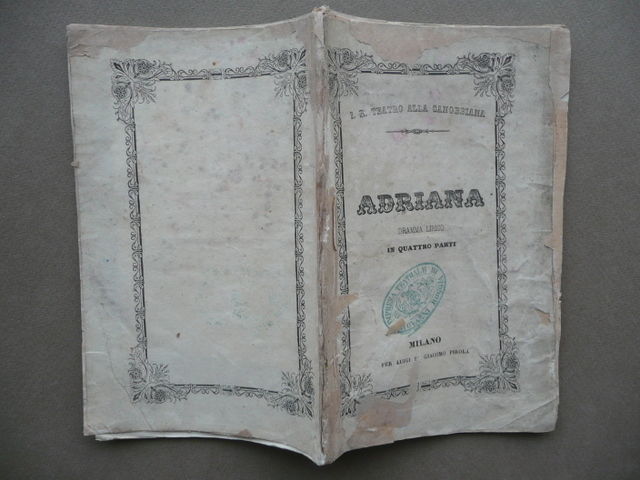 I. R. TEATRO ALLA CANOBBIANA
ADRIANA
DRAMMA LIRICO
IN QUATTRO PARTI
MILANO
PER LUIGI DI GIACOMO PIROLA